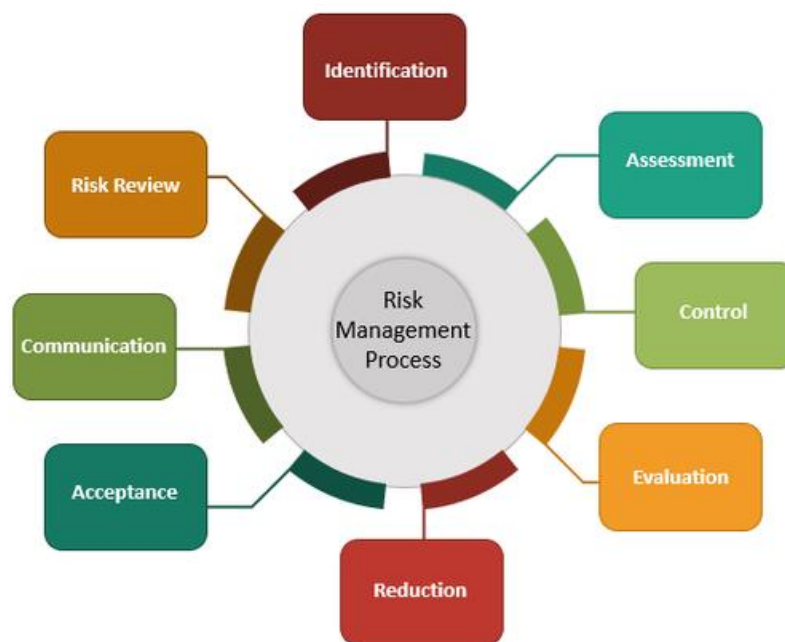 Identification
Assessment
Control
Evaluation
Reduction
Acceptance
Communication
Risk Review
Risk
Management
Process